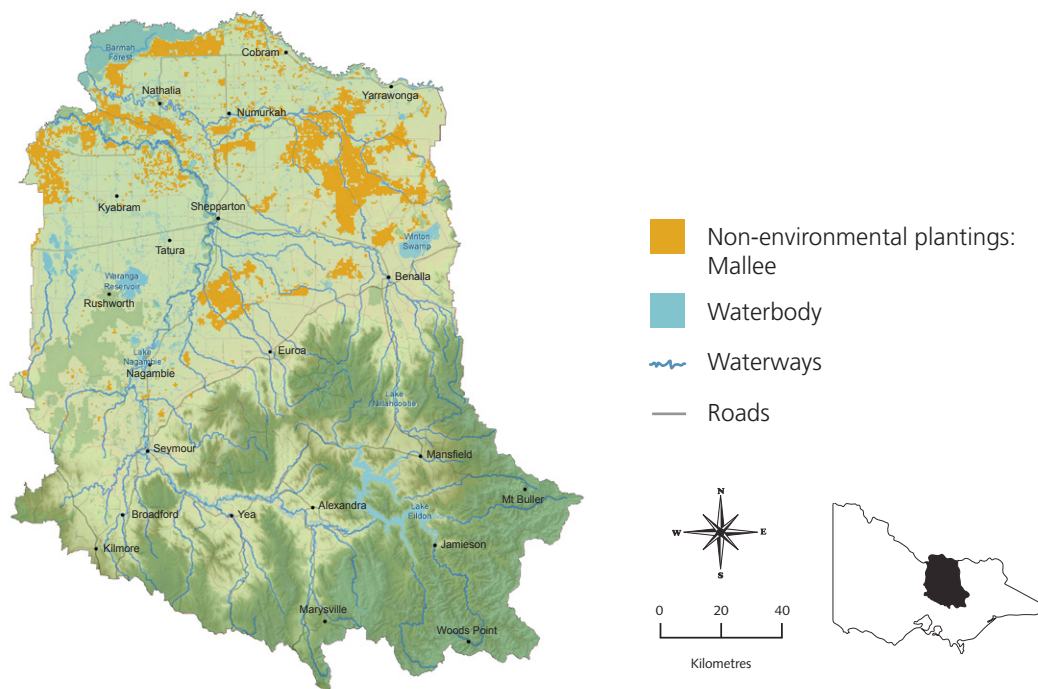 Barmah
Forest
Cobram
Nathalia
Yarrawonga
Numurkah
Kyabram
Shepparton
Tatura
Winton
Swamp
Waranga
Reservoir
Benalla
Rushworth
Euroa
Lake
Nagambie
Nagambie
Lake
Nillahcootie
Seymour
Mansfield
Mt Buller
Broadford
Yea
Alexandra
Lake
Eildon
Kilmore
Jamieson
Marysville
Woods Point
Non-environmental plantings:
Mallee
Waterbody
Waterways
Roads
N
W
E
S
0 20 40
Kilometres